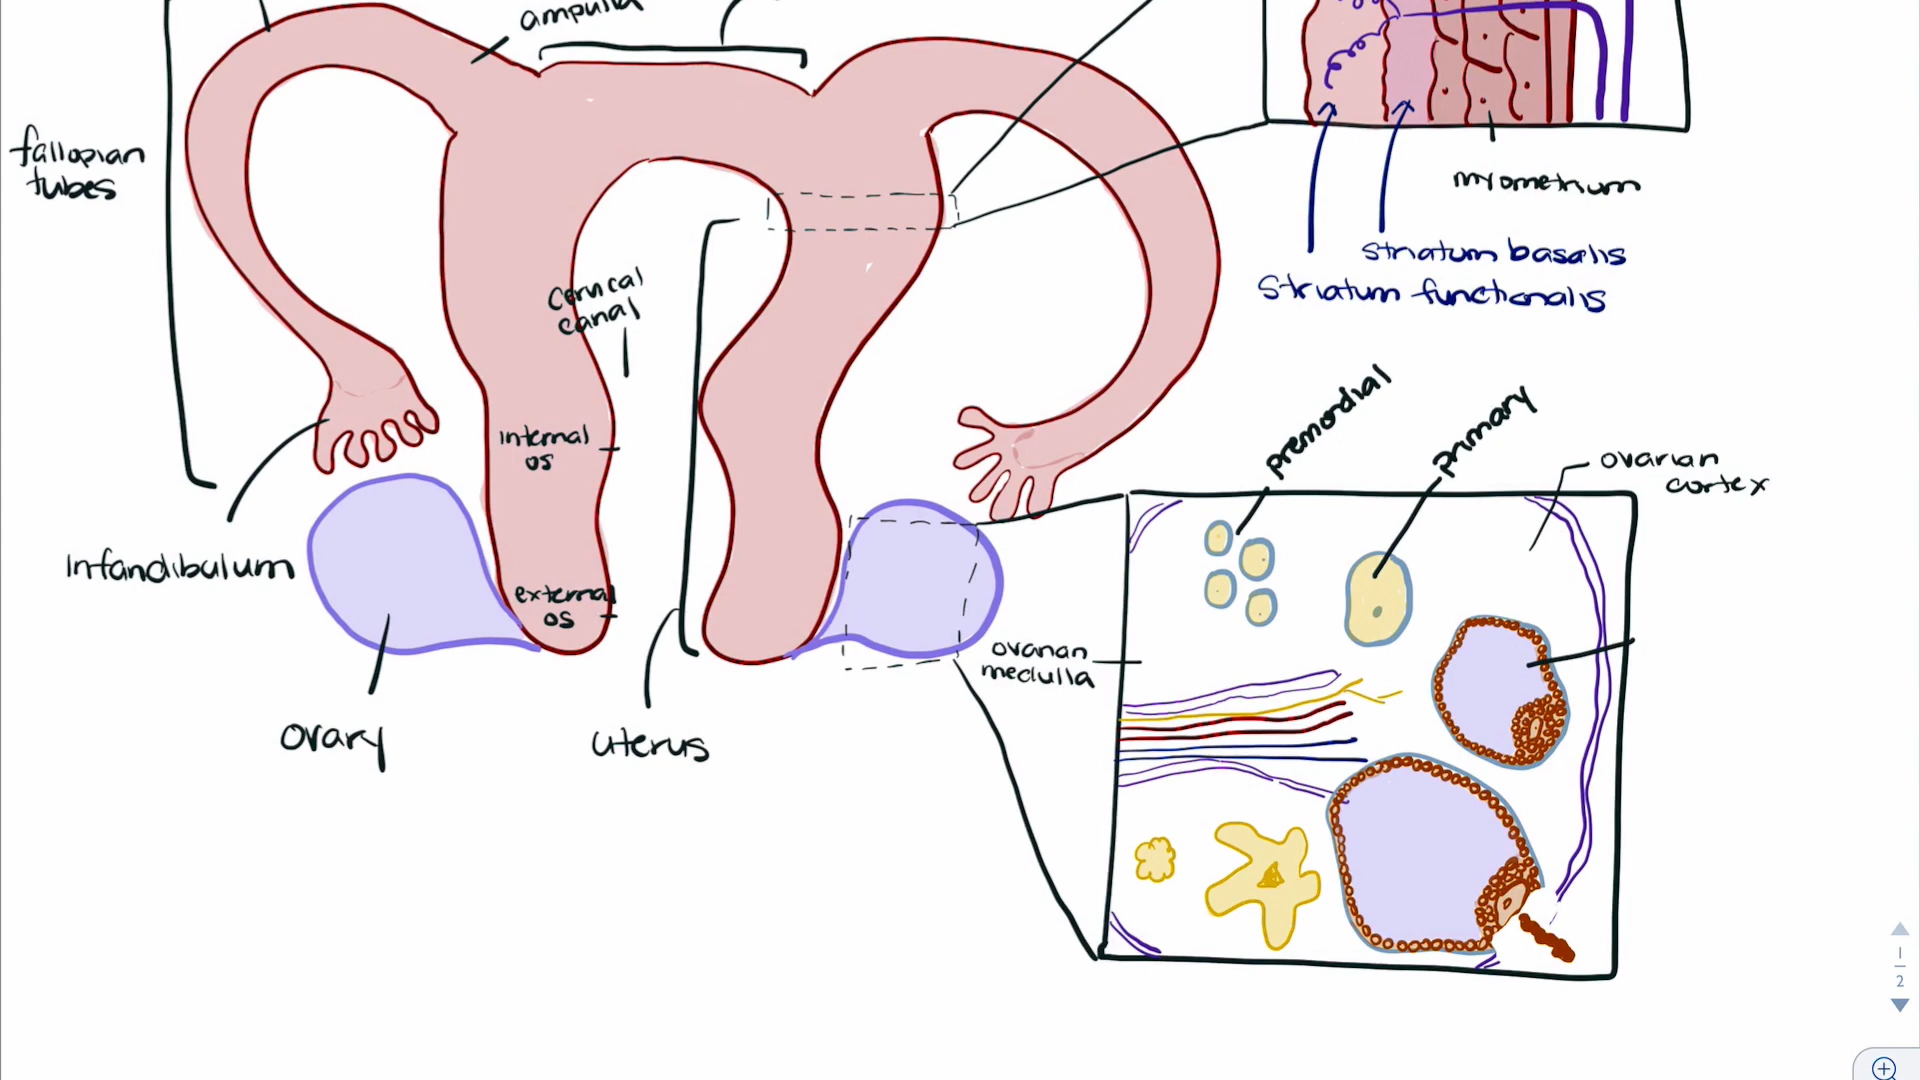 ampulla
fallopian
tubes
myometrium
striatum basalis
Striatum functionalis
cervical
canal
premordial
primary
internal
os
ovarian
cortex
Infandibulum
external
os
ovarian
medulla
ovary
uterus
1
2